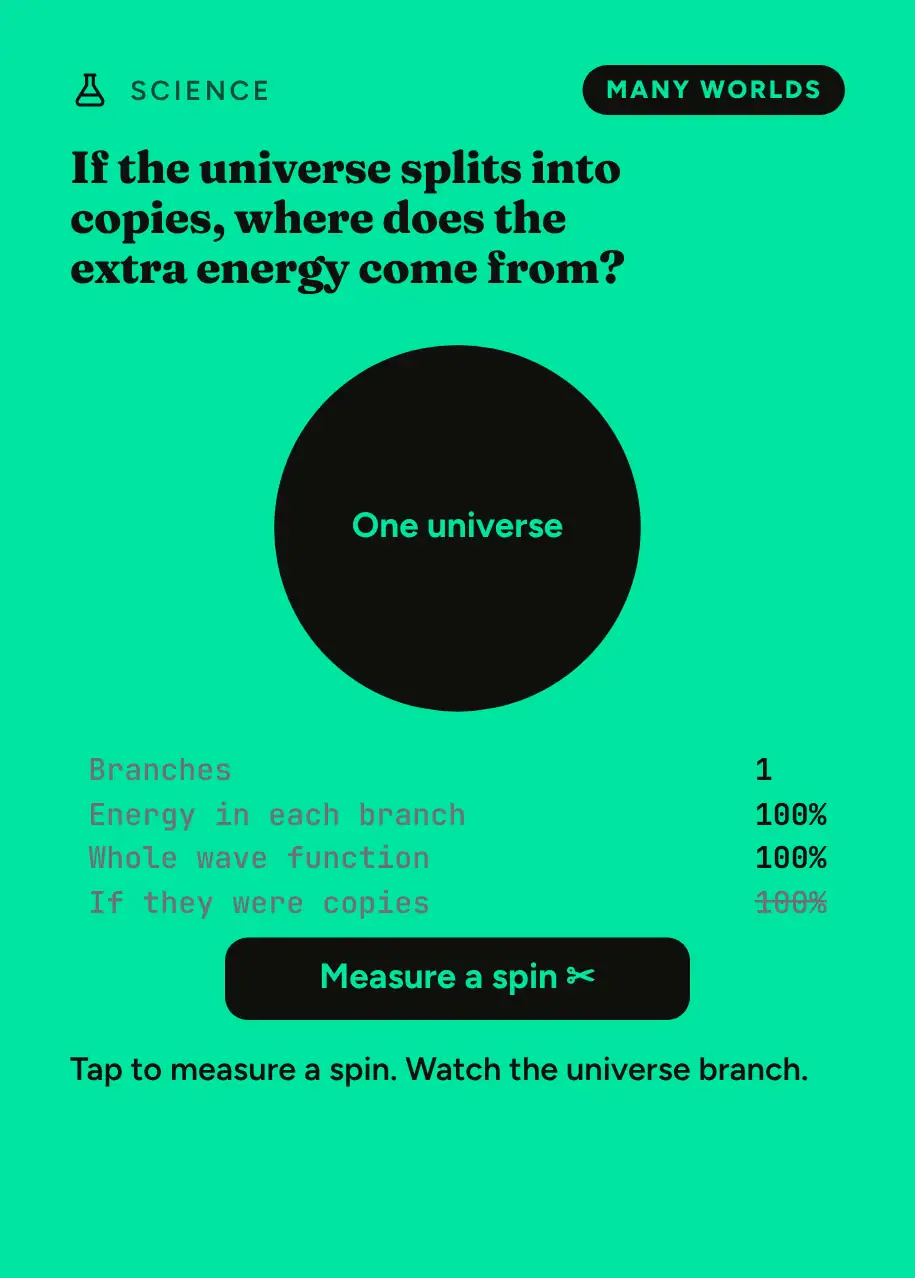 SCIENCE
MANY WORLDS
If the universe splits into
copies, where does the
extra energy come from?
One universe
Branches 1
Energy in each branch 100%
Whole wave function 100%
If they were copies 100%
Measure a spin ✂
Tap to measure a spin. Watch the universe branch.